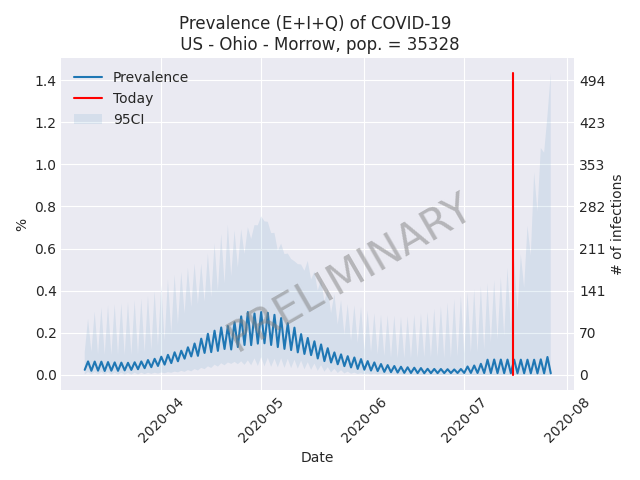 Prevalence (E+I+Q) of COVID-19
US - Ohio - Morrow, pop. = 35328
Prevalence
Today
95CI
PRELIMINARY
%
1.4
1.2
1.0
0.8
0.6
0.4
0.2
0.0
494
423
353
282
211
141
70
0
# of infections
2020-04
2020-05
2020-06
2020-07
2020-08
Date